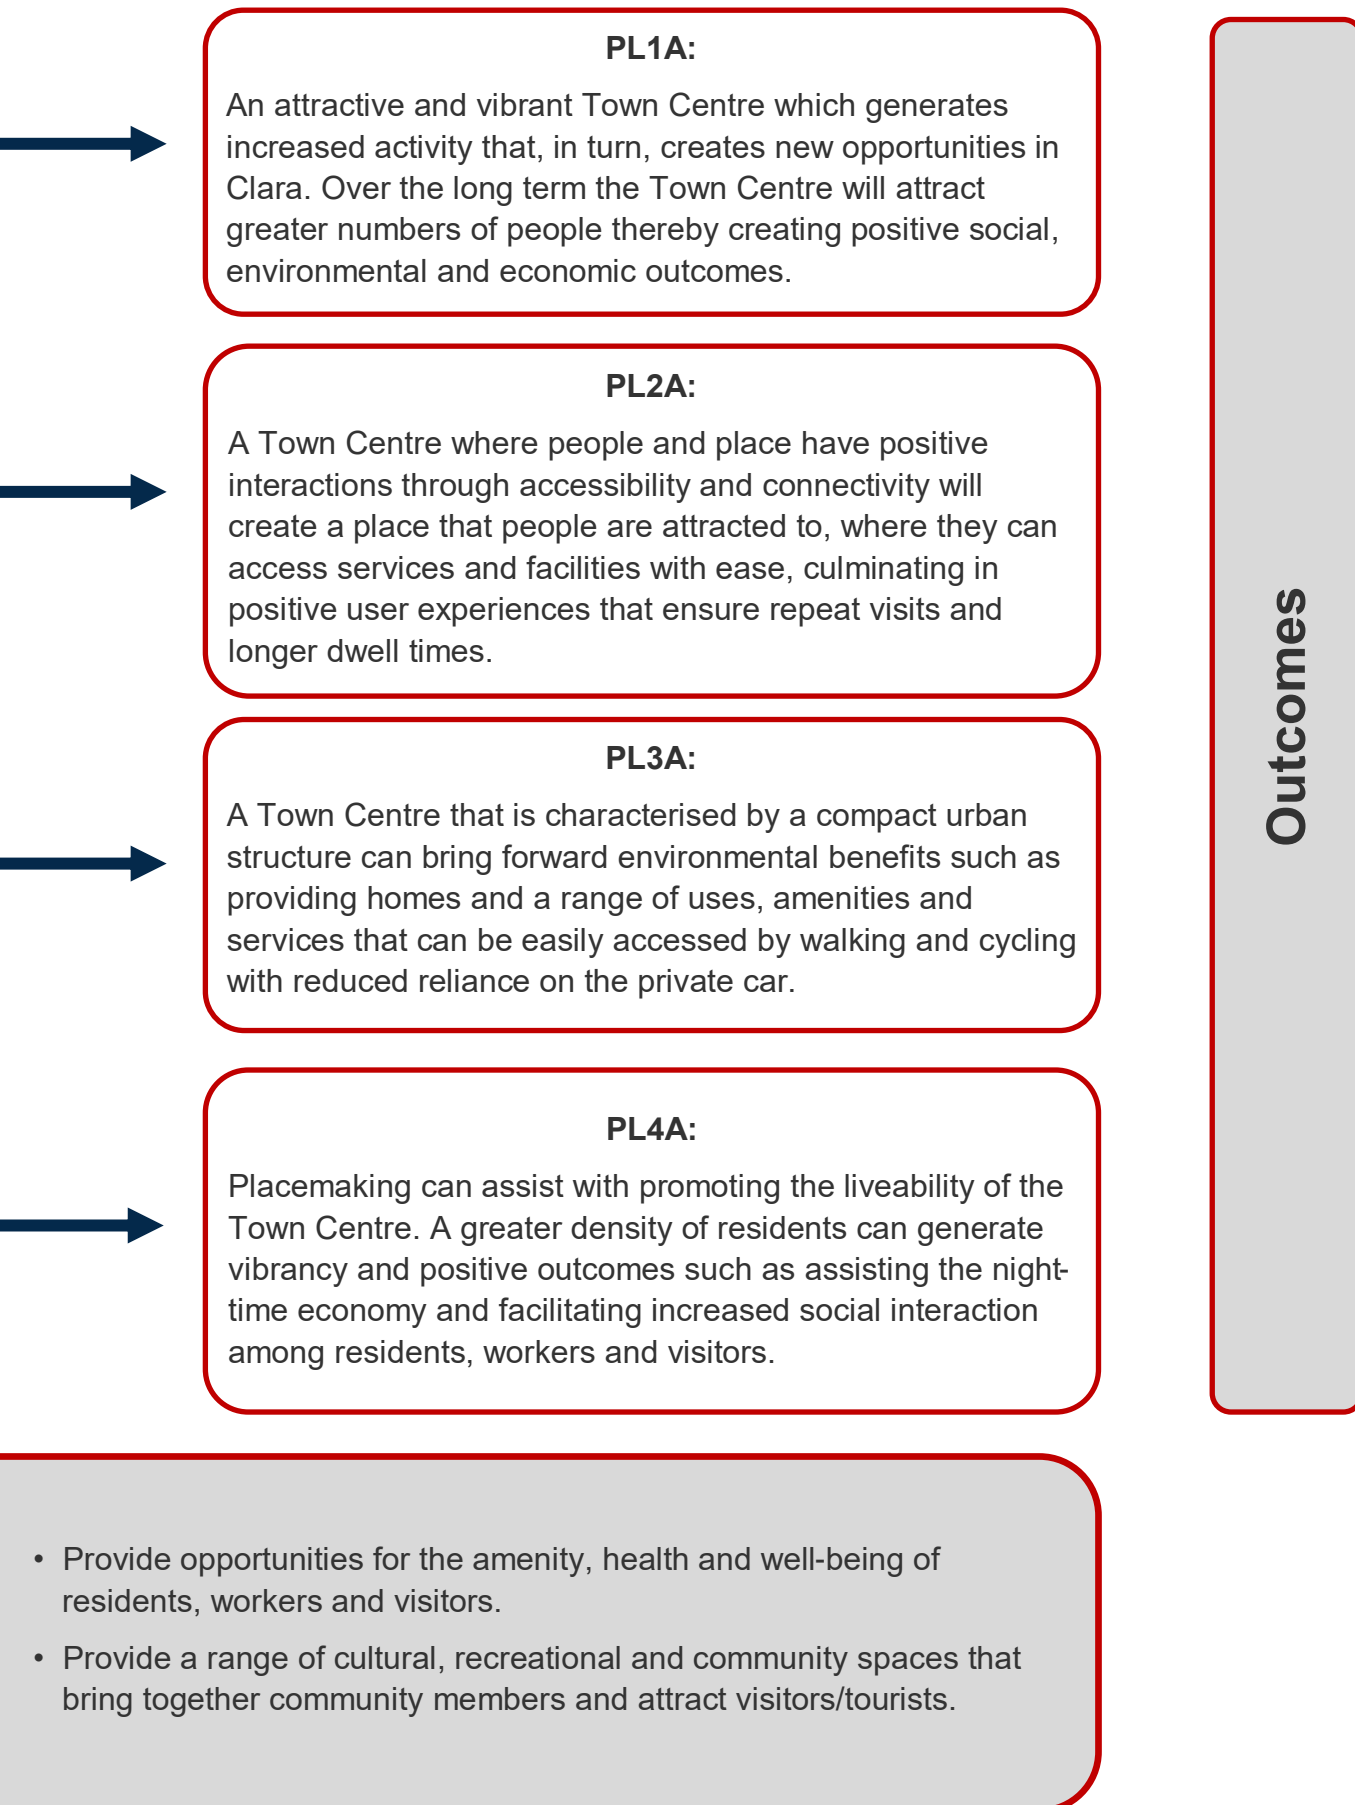 PL1A:
An attractive and vibrant Town Centre which generates
increased activity that, in turn, creates new opportunities in
Clara. Over the long term the Town Centre will attract
greater numbers of people thereby creating positive social,
environmental and economic outcomes.
PL2A:
A Town Centre where people and place have positive
interactions through accessibility and connectivity will
create a place that people are attracted to, where they can
access services and facilities with ease, culminating in
positive user experiences that ensure repeat visits and
longer dwell times.
PL3A:
A Town Centre that is characterised by a compact urban
structure can bring forward environmental benefits such as
providing homes and a range of uses, amenities and
services that can be easily accessed by walking and cycling
with reduced reliance on the private car.
PL4A:
Placemaking can assist with promoting the liveability of the
Town Centre. A greater density of residents can generate
vibrancy and positive outcomes such as assisting the night-
time economy and facilitating increased social interaction
among residents, workers and visitors.
Outcomes
• Provide opportunities for the amenity, health and well-being of
residents, workers and visitors.
• Provide a range of cultural, recreational and community spaces that
bring together community members and attract visitors/tourists.